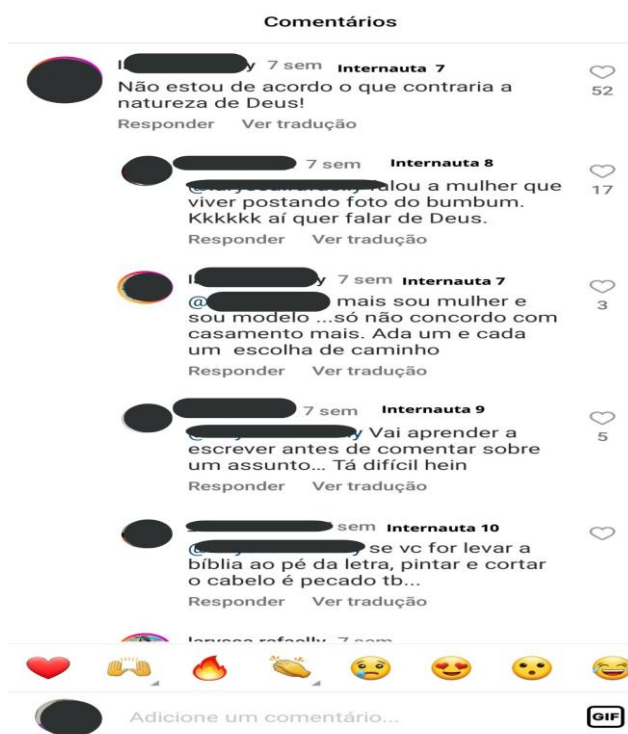 Comentários
7 sem Internauta 7
52
Não estou de acordo o que contraria a
natureza de Deus!
Responder Ver tradução
7 sem Internauta 8
17
alou a mulher que
viver postando foto do bumbum.
Kkkkkk aí quer falar de Deus.
Responder Ver tradução
y 7 sem Internauta 7
3
@ mais sou mulher e
sou modelo ...só não concordo com
casamento mais. Ada um e cada
um escolha de caminho
Responder Ver tradução
7 sem Internauta 9
5
y Vai aprender a
escrever antes de comentar sobre
um assunto... Tá difícil hein
Responder Ver tradução
sem Internauta 10
@ se vc for levar a
bíblia ao pé da letra, pintar e cortar
o cabelo é pecado tb...
Responder Ver tradução
Adicione um comentário...
GIF